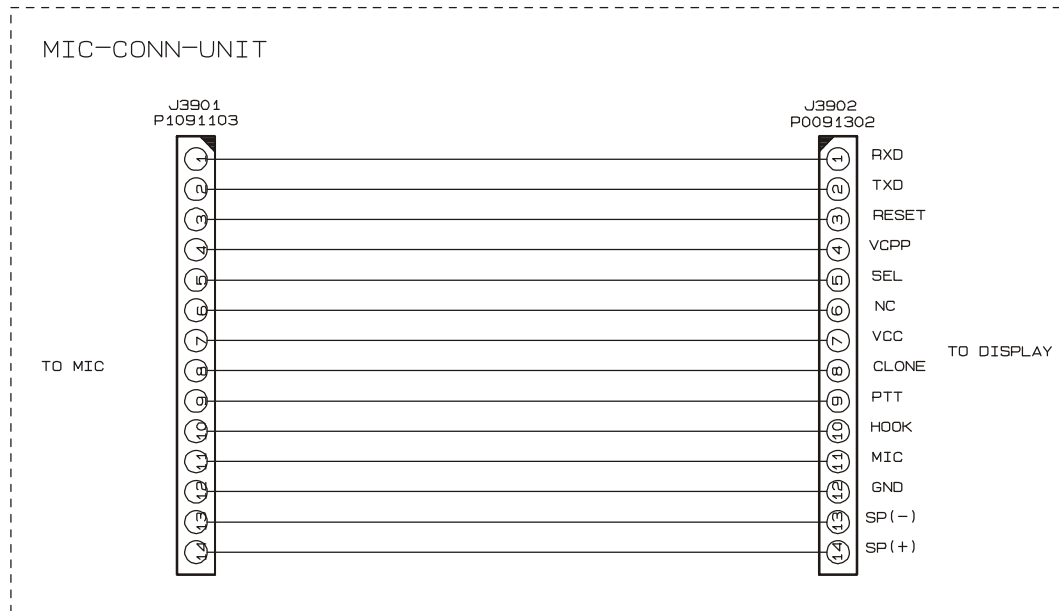 MIC-CONN-UNIT
J3901
P1091103
J3902
P0091302
1
2
3
4
5
6
7
8
9
10
11
12
13
14
1 RXD
2 TXD
3 RESET
4 VCPP
5 SEL
6 NC
7 VCC
8 CLONE
9 PTT
10 HOOK
11 MIC
12 GND
13 SP(-)
14 SP(+)
TO MIC
TO DISPLAY